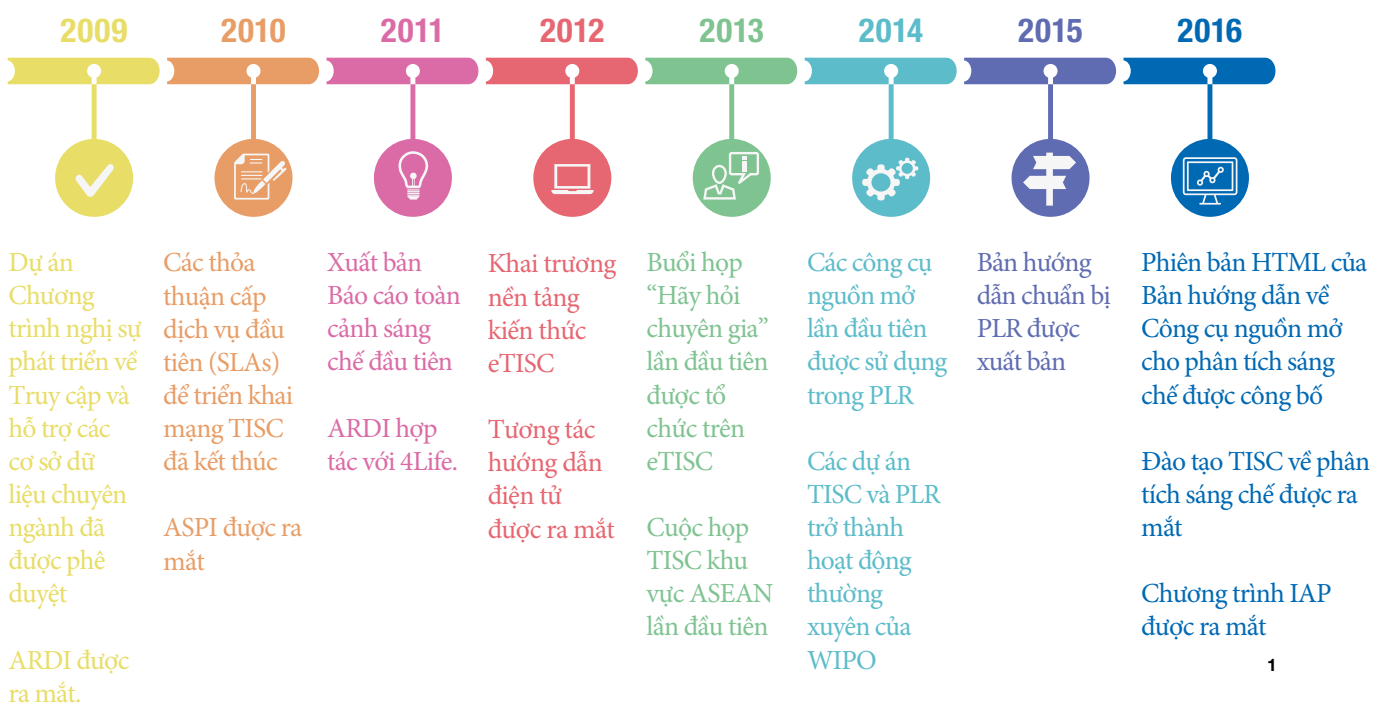 2009
2010
2011
2012
2013
2014
2015
2016
Dự án
Chương
trình nghị sự
phát triển về
Truy cập và
hỗ trợ các
cơ sở dữ
liệu chuyên
ngành đã
được phê
duyệt
ARDI được
ra mắt.
Các thỏa
thuận cấp
dịch vụ đầu
tiên (SLAs)
để triển khai
mạng TISC
đã kết thúc
ASPI được ra
mắt
Xuất bản
Báo cáo toàn
cảnh sáng
chế đầu tiên
ARDI hợp
tác với 4Life.
Khai trương
nền tảng
kiến thức
eTISC
Tương tác
hướng dẫn
điện tử
được ra mắt
Buổi họp
“Hãy hỏi
chuyên gia”
lần đầu tiên
được tổ
chức trên
eTISC
Cuộc họp
TISC khu
vực ASEAN
lần đầu tiên
Các công cụ
nguồn mở
lần đầu tiên
được sử dụng
trong PLR
Các dự án
TISC và PLR
trở thành
hoạt động
thường
xuyên của
WIPO
Bản hướng
dẫn chuẩn bị
PLR được
xuất bản
Phiên bản HTML của
Bản hướng dẫn về
Công cụ nguồn mở
cho phân tích sáng
chế được công bố
Đào tạo TISC về phân
tích sáng chế được ra
mắt
Chương trình IAP
được ra mắt
1